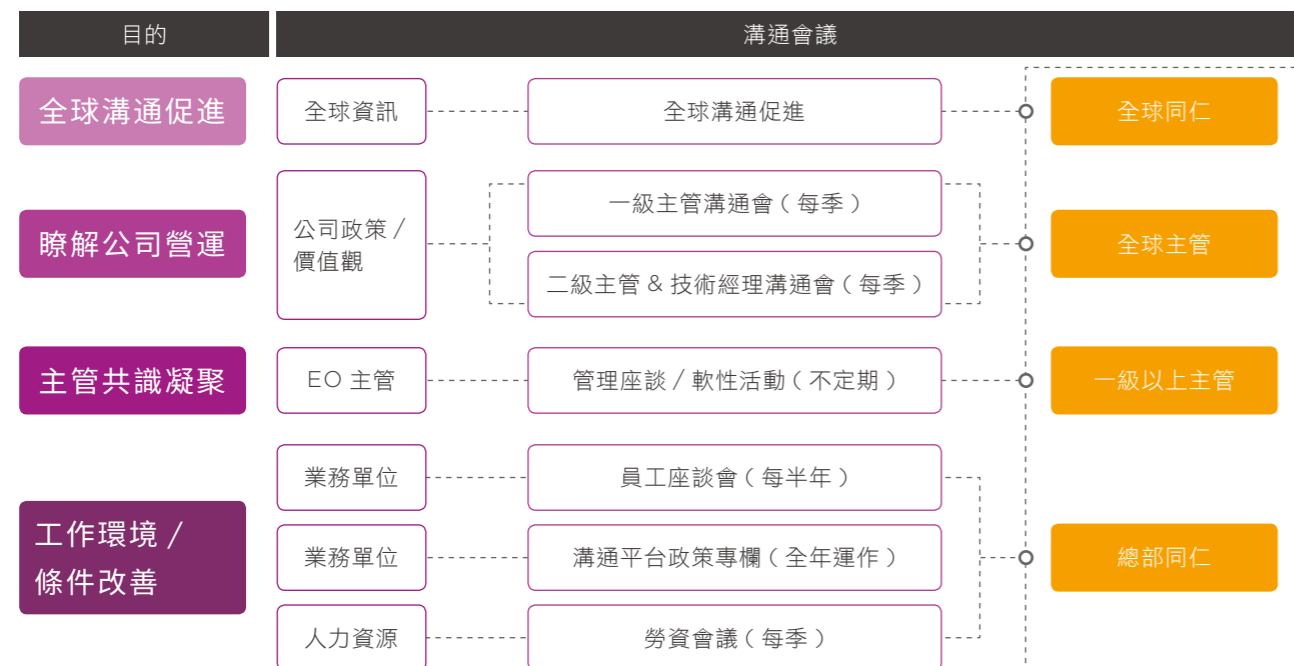 目的
溝通會議
全球溝通促進
全球資訊
全球溝通促進
全球同仁
瞭解公司營運
公司政策 /
價值觀
一級主管溝通會（每季）
二級主管 & 技術經理溝通會（每季）
全球主管
主管共識凝聚
EO 主管
管理座談 / 軟性活動（不定期）
一級以上主管
工作環境 /
條件改善
業務單位
員工座談會（每半年）
業務單位
溝通平台政策專欄（全年運作）
人力資源
勞資會議（每季）
總部同仁